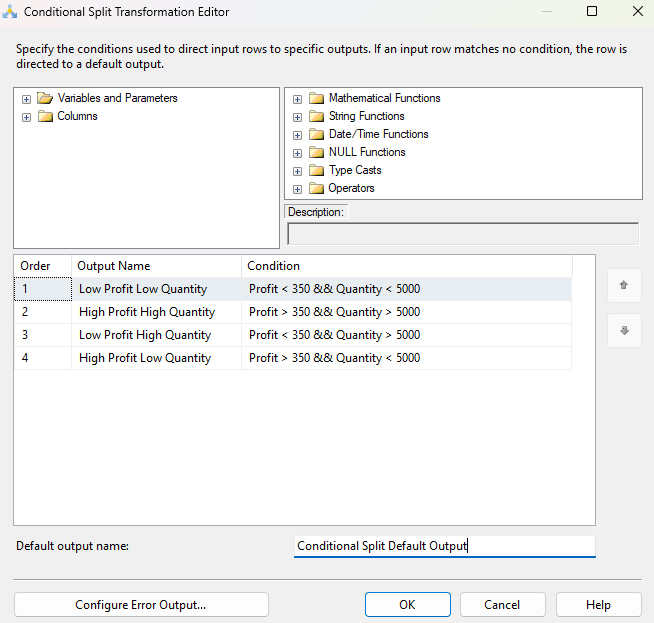 Conditional Split Transformation Editor
Specify the conditions used to direct input rows to specific outputs. If an input row matches no condition, the row is
directed to a default output.
Variables and Parameters
Columns
Mathematical Functions
String Functions
Date/Time Functions
NULL Functions
Type Casts
Operators
Description:
Order Output Name Condition
1 Low Profit Low Quantity Profit < 350 && Quantity < 5000
2 High Profit High Quantity Profit > 350 && Quantity > 5000
3 Low Profit High Quantity Profit < 350 && Quantity > 5000
4 High Profit Low Quantity Profit > 350 && Quantity < 5000
Default output name: Conditional Split Default Output
Configure Error Output... OK Cancel Help